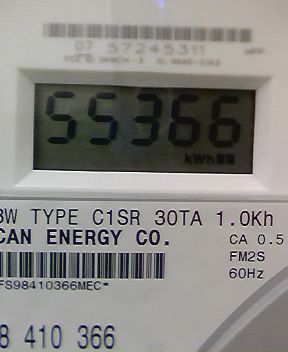 07 57245311
55366
kWh
3W TYPE C1SR 30TA 1.0Kh
CAN ENERGY CO.
CA 0.5
FM2S
60Hz
FS98410366MEC*
8 410 366